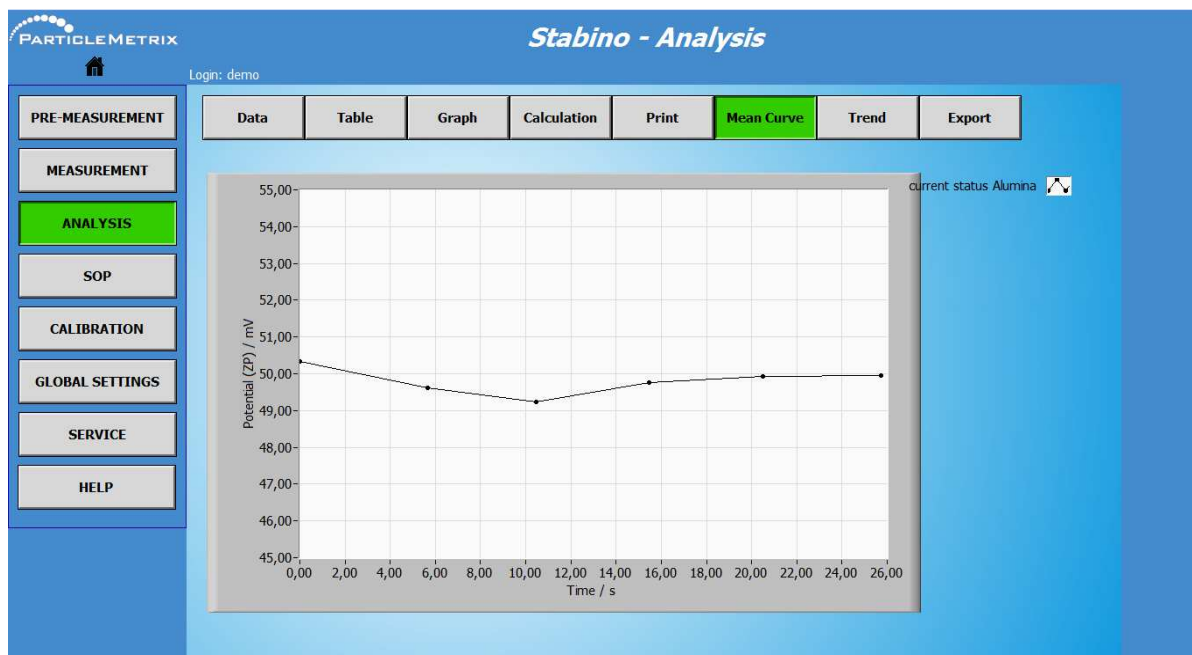 PARTICLEMETRIX
Stabino - Analysis
Login: demo
PRE-MEASUREMENT
MEASUREMENT
ANALYSIS
SOP
CALIBRATION
GLOBAL SETTINGS
SERVICE
HELP
Data Table Graph Calculation Print Mean Curve Trend Export
current status Alumina
Potential (ZP) / mV
55,00
54,00
53,00
52,00
51,00
50,00
49,00
48,00
47,00
46,00
45,00
0,00 2,00 4,00 6,00 8,00 10,00 12,00 14,00 16,00 18,00 20,00 22,00 24,00 26,00
Time / s